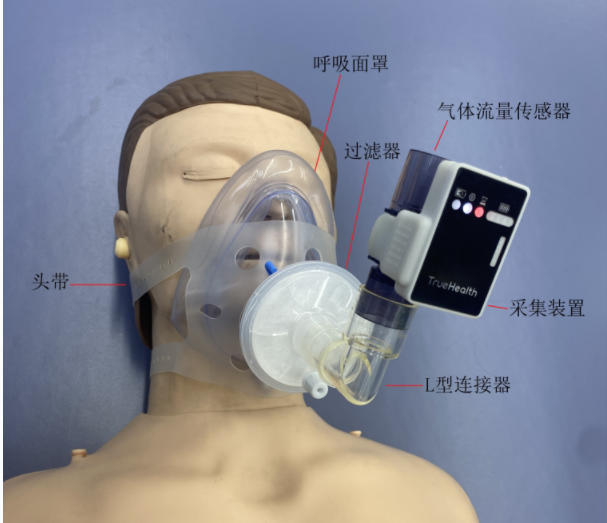 呼吸面罩
气体流量传感器
过滤器
头带
TrueHealth
采集装置
L型连接器